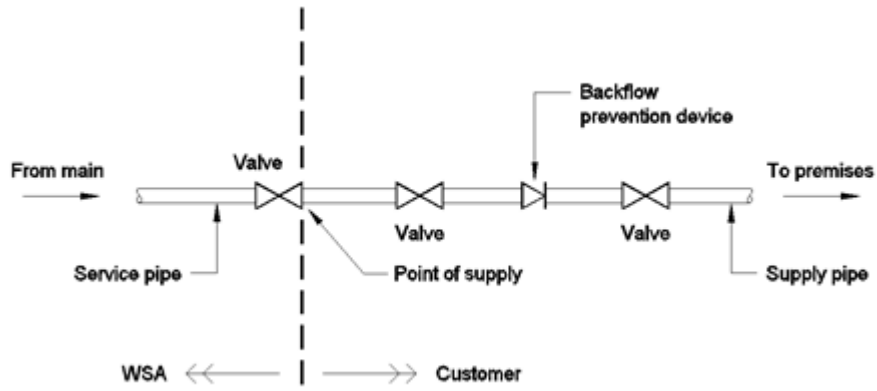 Backflow
prevention device
From main
Valve
To premises
Valve
Valve
Service pipe
Point of supply
Supply pipe
WSA
Customer